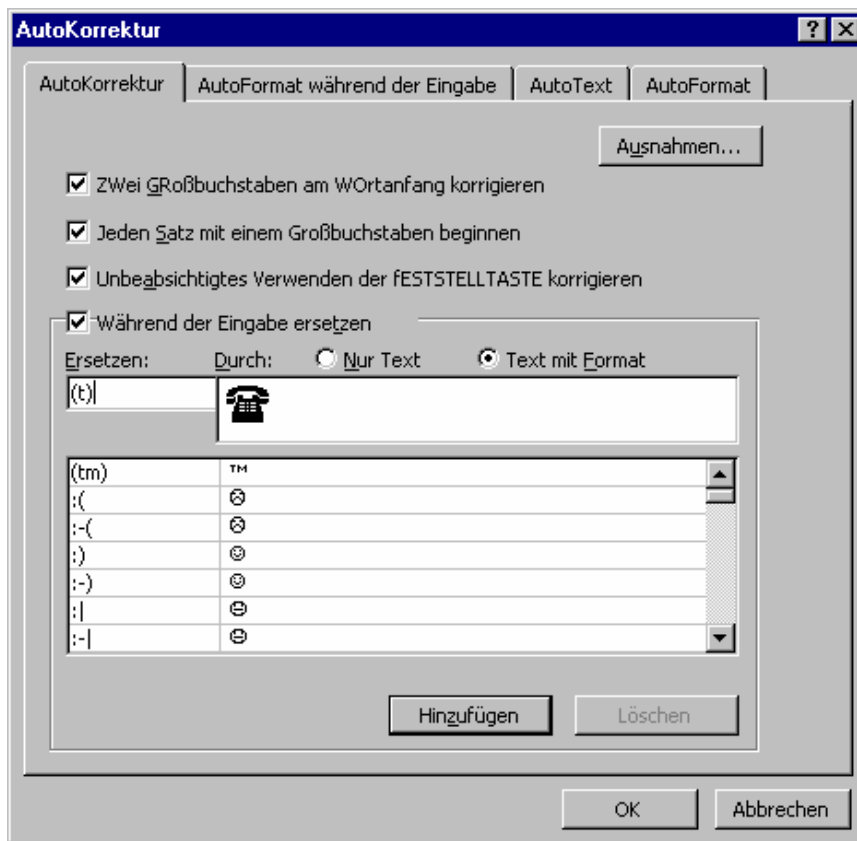 AutoKorrektur
AutoKorrektur AutoFormat während der Eingabe AutoText AutoFormat
Ausnahmen...
ZWei GRoßbuchstaben am WOrtanfang korrigieren
Jeden Satz mit einem Großbuchstaben beginnen
Unbeabsichtigtes Verwenden der fESTSTELLTASTE korrigieren
Während der Eingabe ersetzen
Ersetzen: Durch: Nur Text Text mit Format
(t) ☎
(tm) ™
:( ☹
:-( ☹
:) ☺
:-) ☺
:| 😐
:-| 😐
Hinzufügen Löschen
OK Abbrechen